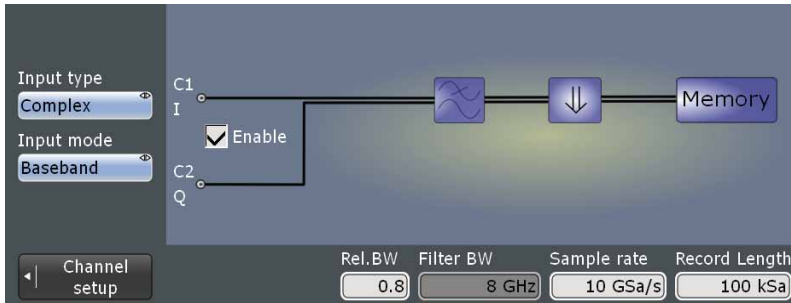 Input type
Complex
Input mode
Baseband
C1
I
Enable
C2
Q
Memory
Channel
setup
Rel.BW
0.8
Filter BW
8 GHz
Sample rate
10 GSa/s
Record Length
100 kSa